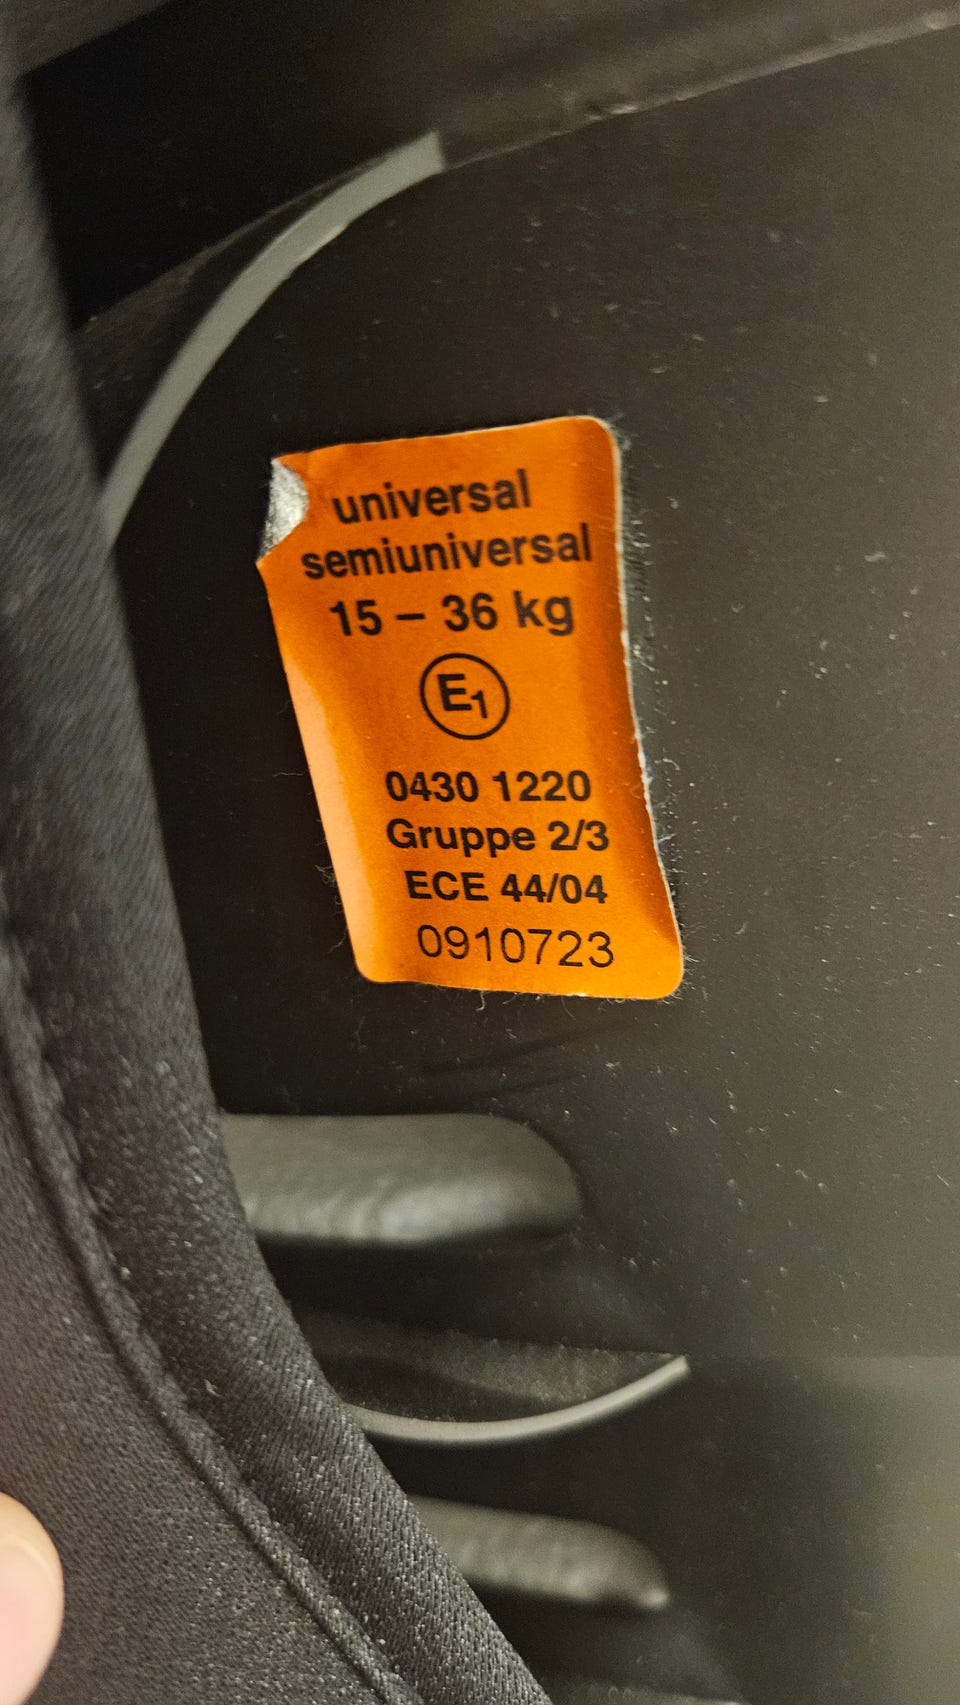 universal
semiuniversal
15 – 36 kg
E1
0430 1220
Gruppe 2/3
ECE 44/04
0910723